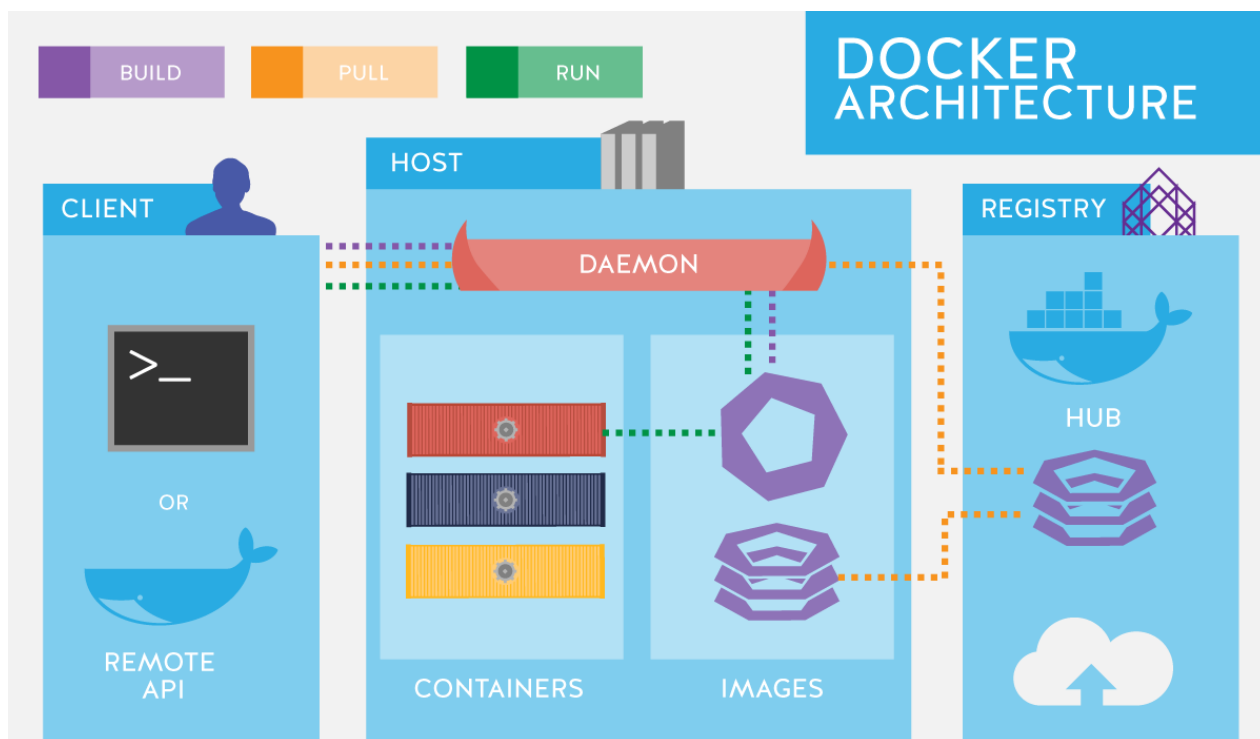 BUILD
PULL
RUN
DOCKER
ARCHITECTURE
CLIENT
HOST
REGISTRY
DAEMON
>_
OR
REMOTE
API
CONTAINERS
IMAGES
HUB